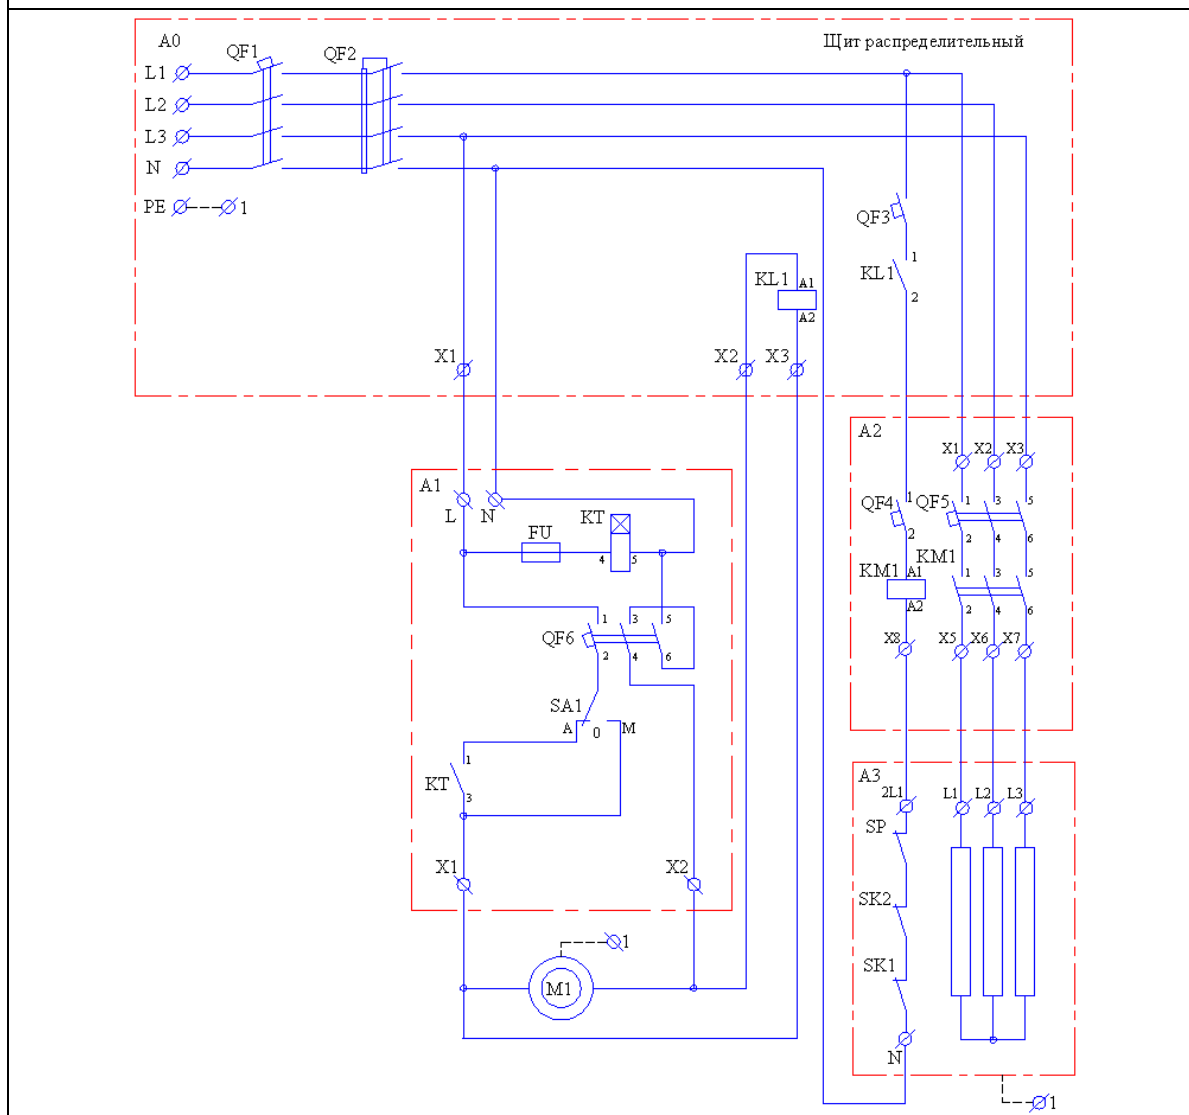 A0
Щит распределительный
QF1
QF2
L1
L2
L3
N
PE
1
QF3
KL1
1
2
KL1
A1
A2
X1
X2
X3
A2
X1
X2
X3
A1
L
N
FU
KT
4
5
QF4
1
2
QF5
1
3
5
2
4
6
KM1
A1
A2
KM1
1
3
5
2
4
6
QF6
1
3
5
2
4
6
X8
X5
X6
X7
SA1
A
0
M
KT
1
3
A3
2L1
L1
L2
L3
SP
SK2
SK1
N
X1
X2
1
M1
1